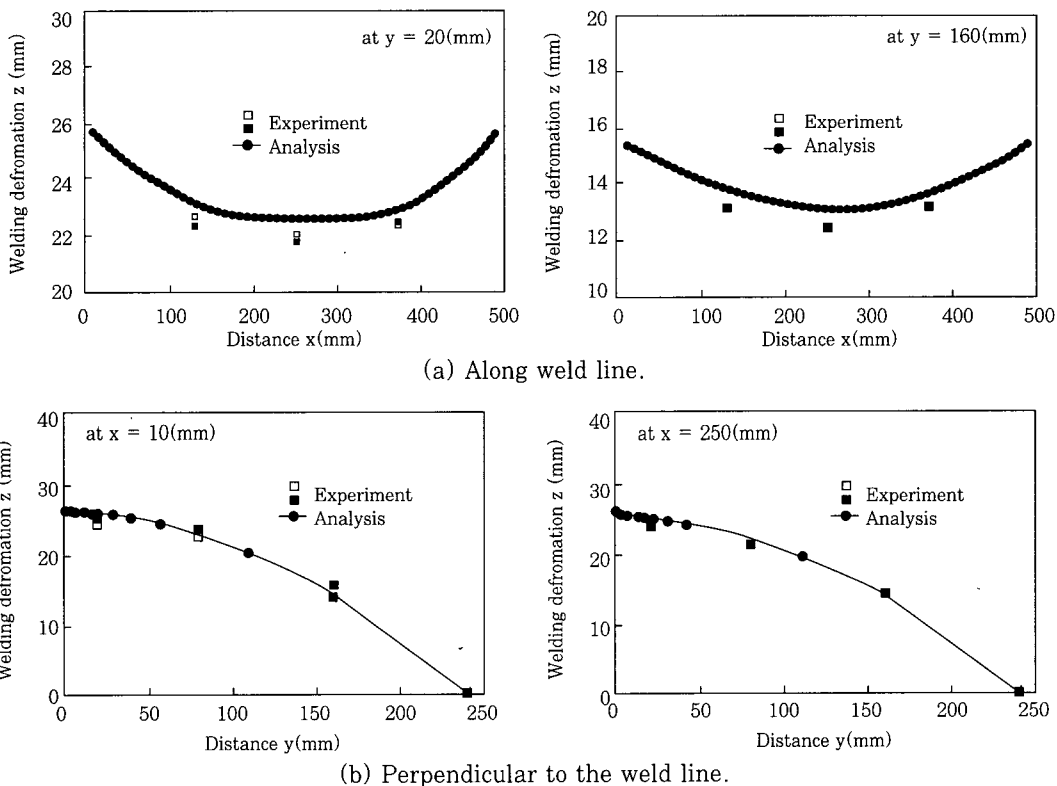 at y = 20(mm)
Welding defromation z (mm)
30
28
26
24
22
20
Experiment
Analysis
0
100
200
300
400
500
Distance x(mm)
at y = 160(mm)
Welding defromation z (mm)
20
18
16
14
12
10
Experiment
Analysis
0
100
200
300
400
500
Distance x(mm)
(a) Along weld line.
at x = 10(mm)
Welding defromation z (mm)
40
30
20
10
0
Experiment
Analysis
0
50
100
150
200
250
Distance y(mm)
at x = 250(mm)
Welding defromation z (mm)
40
30
20
10
0
Experiment
Analysis
0
50
100
150
200
250
Distance y(mm)
(b) Perpendicular to the weld line.